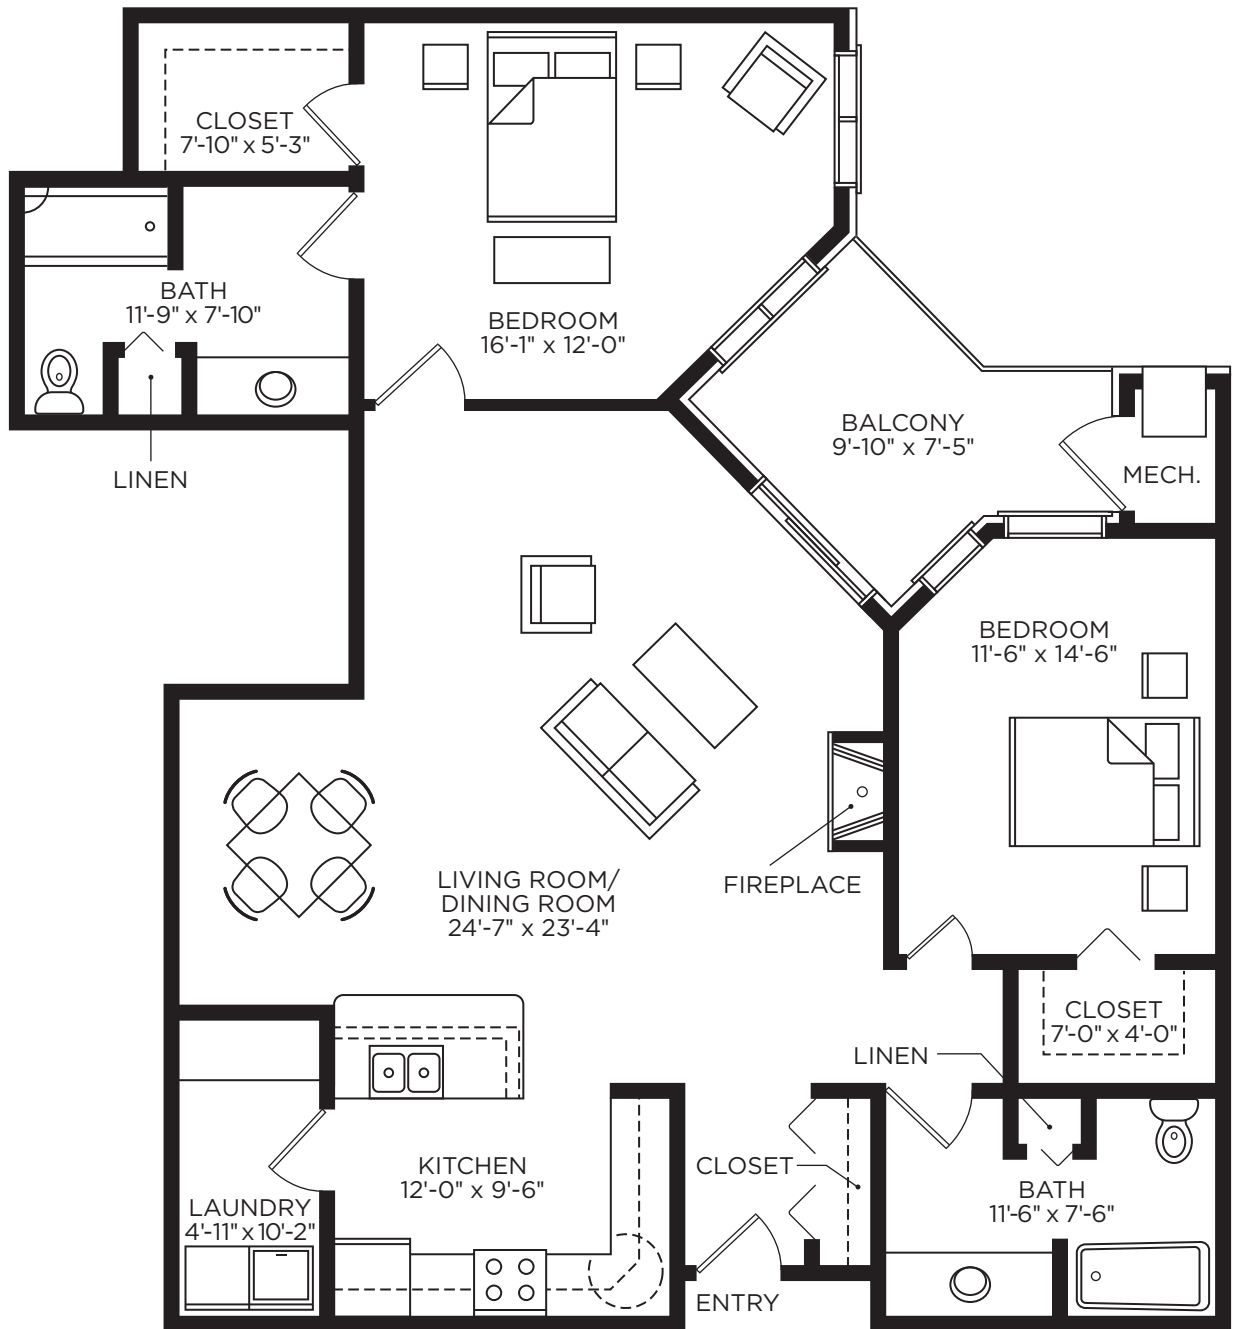 CLOSET
7'-10" x 5'-3"
BATH
11'-9" x 7'-10"
BEDROOM
16'-1" x 12'-0"
LINEN
BALCONY
9'-10" x 7'-5"
MECH.
BEDROOM
11'-6" x 14'-6"
LIVING ROOM/
DINING ROOM
24'-7" x 23'-4"
FIREPLACE
CLOSET
7'-0" x 4'-0"
LINEN
KITCHEN
12'-0" x 9'-6"
CLOSET
LAUNDRY
4'-11" x 10'-2"
BATH
11'-6" x 7'-6"
ENTRY